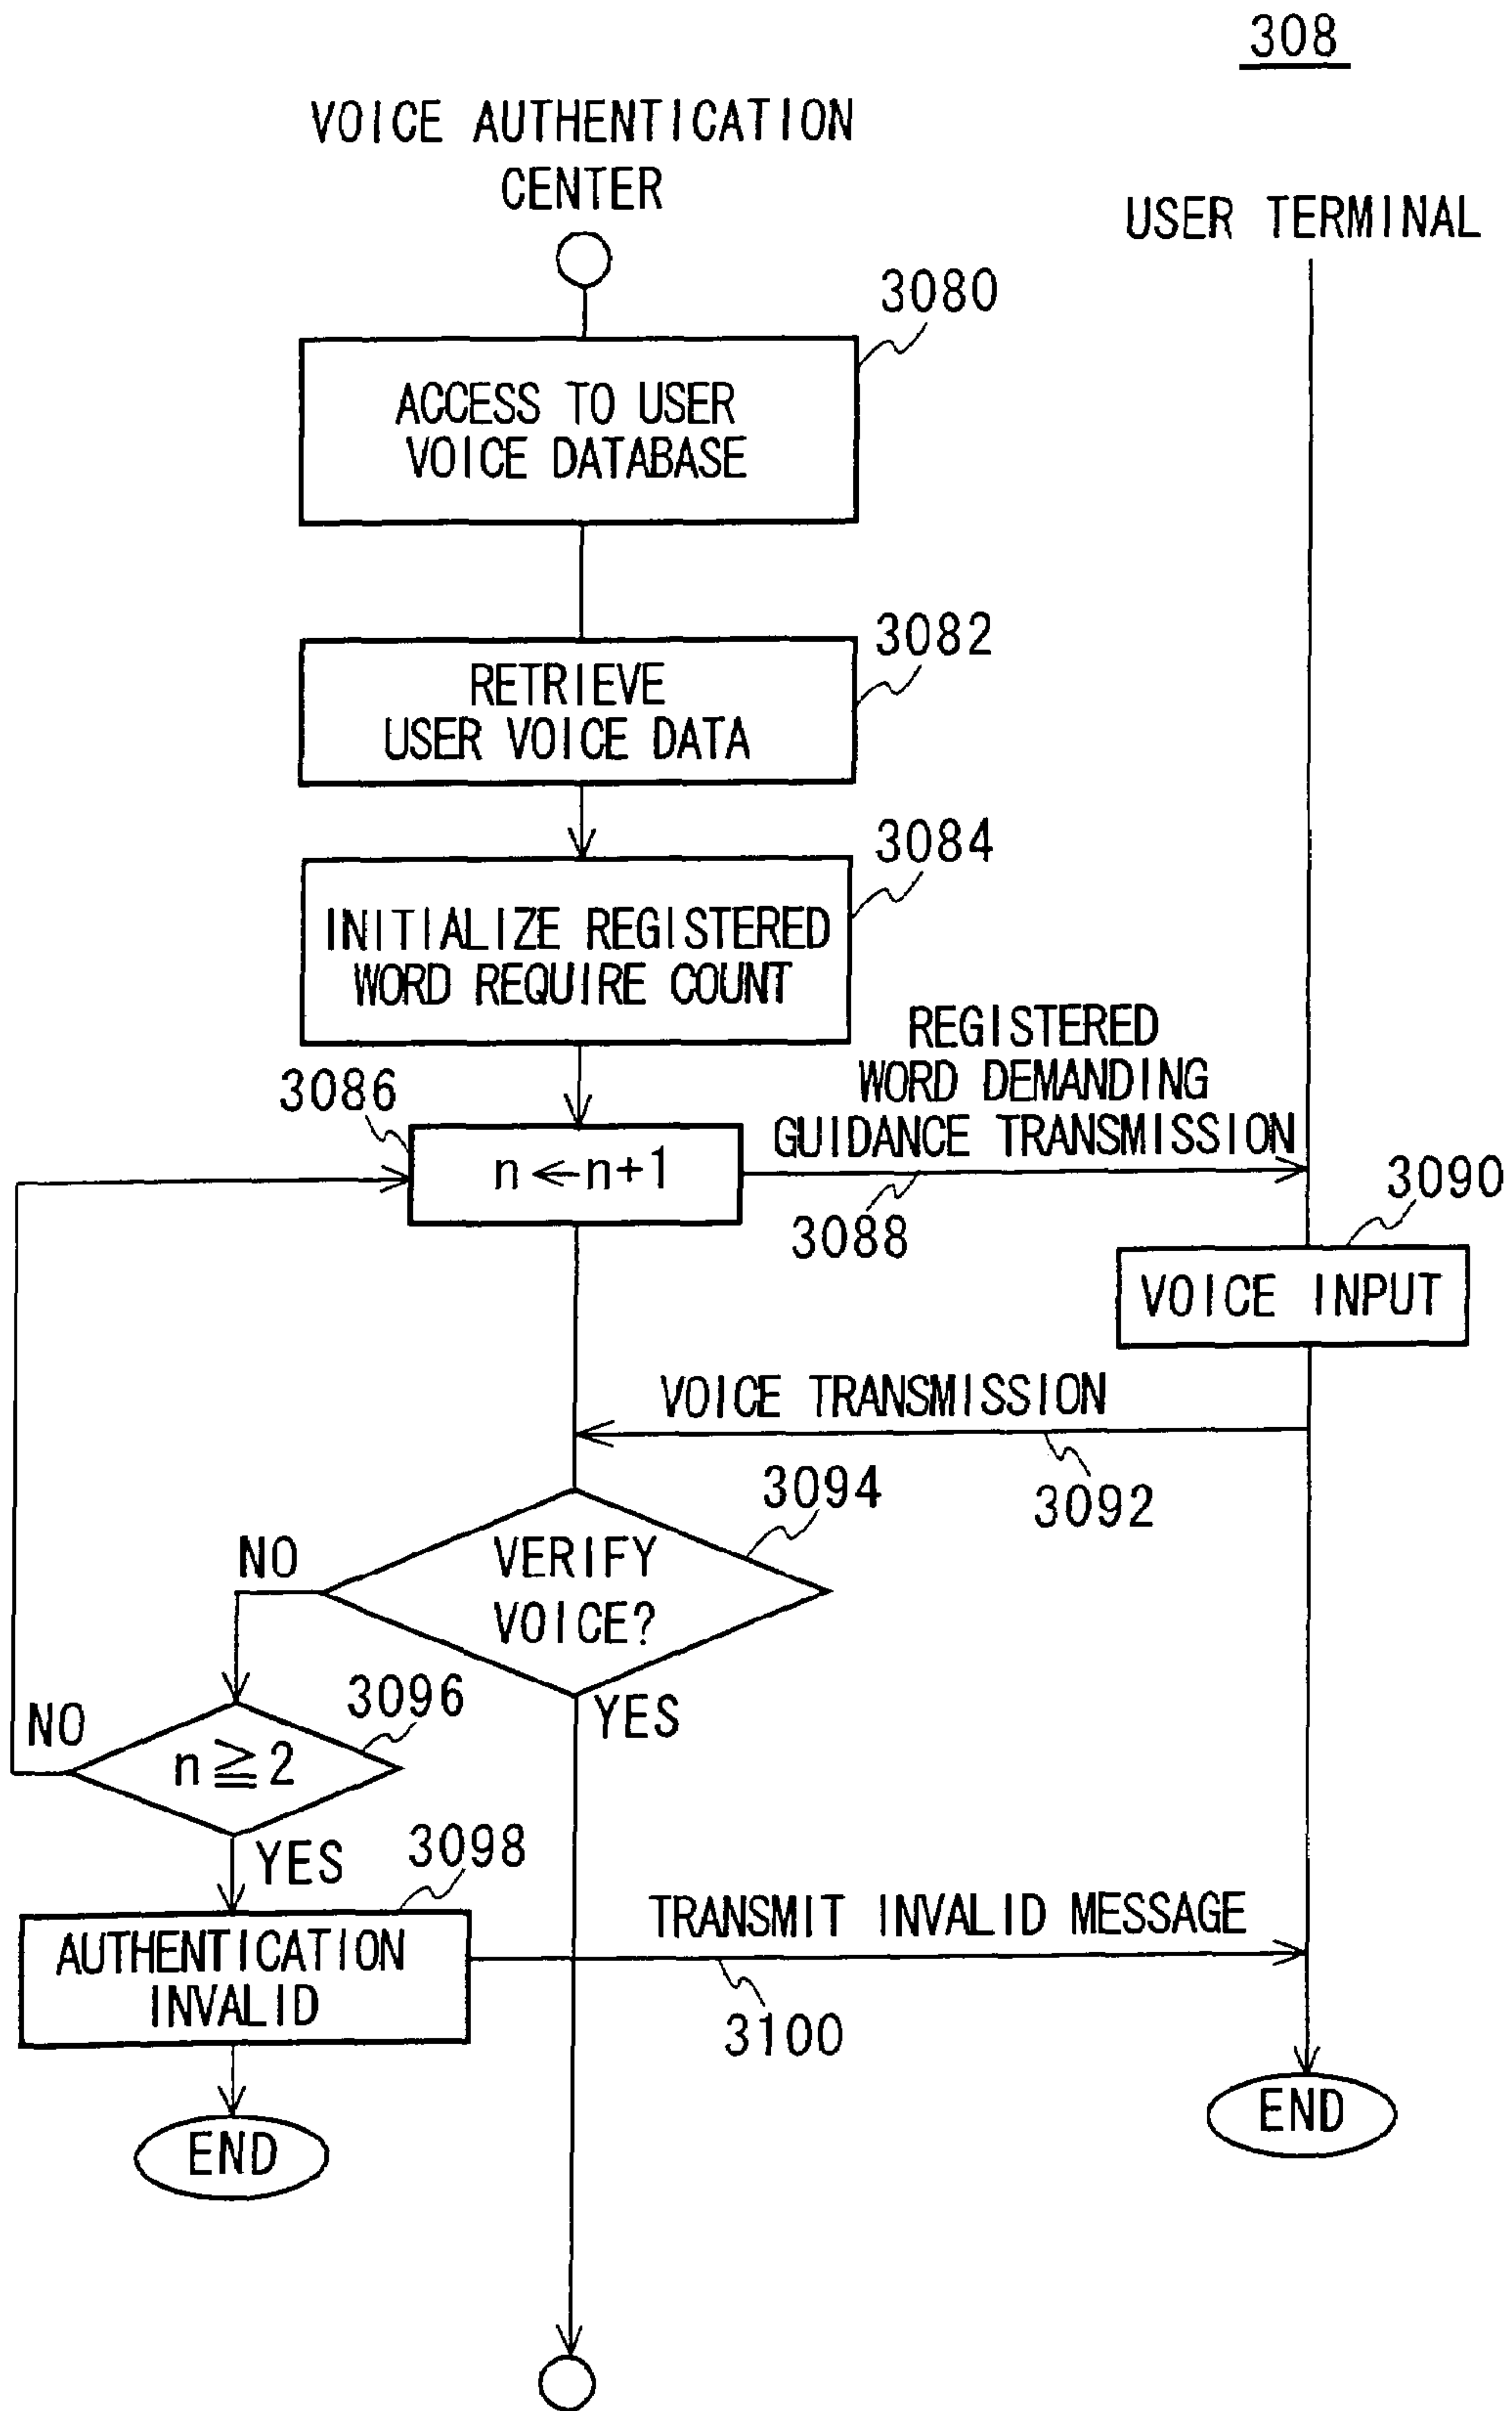 308
VOICE AUTHENTICATION
CENTER
USER TERMINAL
3080
ACCESS TO USER
VOICE DATABASE
3082
RETRIEVE
USER VOICE DATA
3084
INITIALIZE REGISTERED
WORD REQUIRE COUNT
REGISTERED
WORD DEMANDING
GUIDANCE TRANSMISSION
3086
n ← n+1
3088
3090
VOICE INPUT
VOICE TRANSMISSION
3092
3094
VERIFY
VOICE?
NO
YES
3096
n ≧ 2
NO
YES
3098
AUTHENTICATION
INVALID
TRANSMIT INVALID MESSAGE
3100
END
END